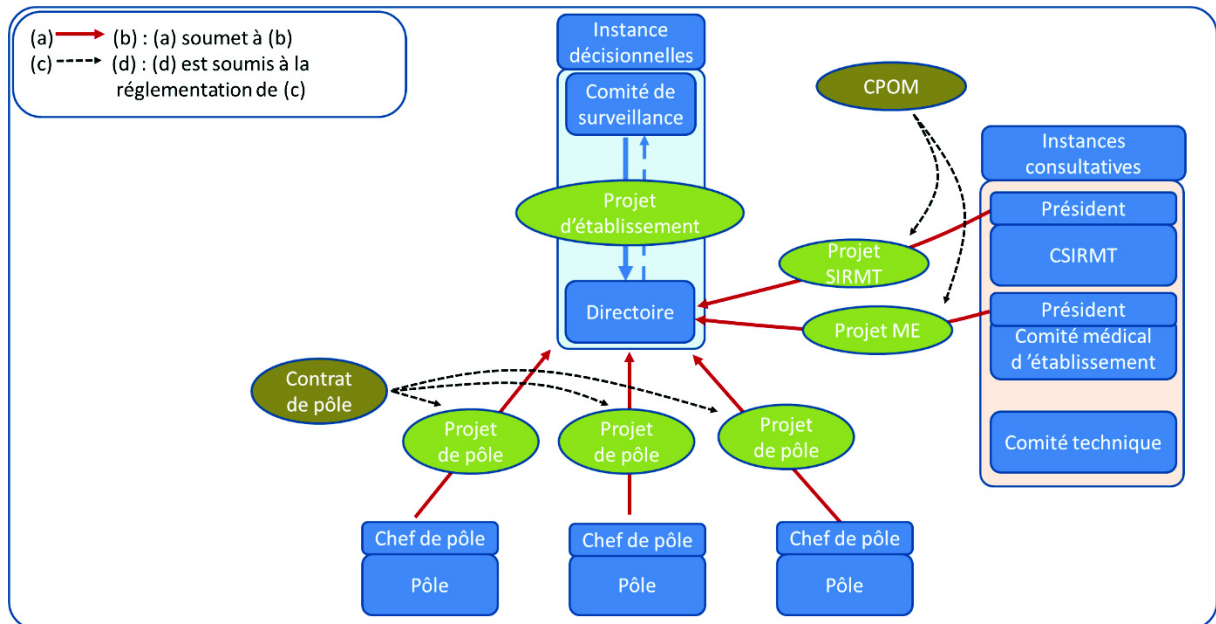 (a) (b) : (a) soumet à (b)
(c) (d) : (d) est soumis à la
réglementation de (c)
Instance
décisionnelles
Comité de
surveillance
Projet
d'établissement
Directoire
CPOM
Instances
consultatives
Président
CSIRMT
Président
Comité médical
d 'établissement
Comité technique
Projet
SIRMT
Projet ME
Contrat
de pôle
Projet
de pôle
Projet
de pôle
Projet
de pôle
Chef de pôle
Pôle
Chef de pôle
Pôle
Chef de pôle
Pôle